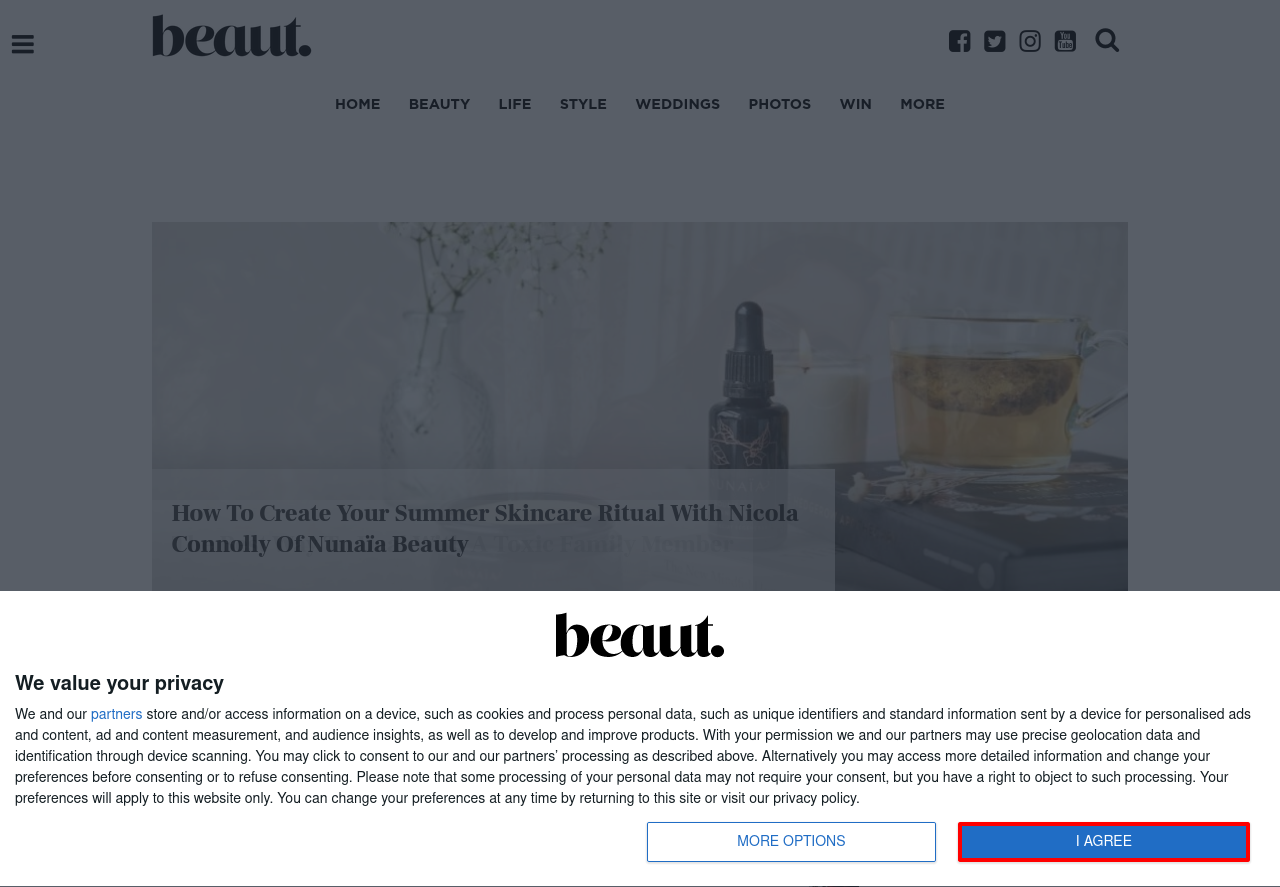 beaut.
HOME BEAUTY LIFE STYLE WEDDINGS PHOTOS WIN MORE
How To Create Your Summer Skincare Ritual With Nicola
Connolly Of Nunaïa Beauty
A Toxic Family Member
beaut.
We value your privacy
We and our partners store and/or access information on a device, such as cookies and process personal data, such as unique identifiers and standard information sent by a device for personalised ads
and content, ad and content measurement, and audience insights, as well as to develop and improve products. With your permission we and our partners may use precise geolocation data and
identification through device scanning. You may click to consent to our and our partners’ processing as described above. Alternatively you may access more detailed information and change your
preferences before consenting or to refuse consenting. Please note that some processing of your personal data may not require your consent, but you have a right to object to such processing. Your
preferences will apply to this website only. You can change your preferences at any time by returning to this site or visit our privacy policy.
MORE OPTIONS I AGREE